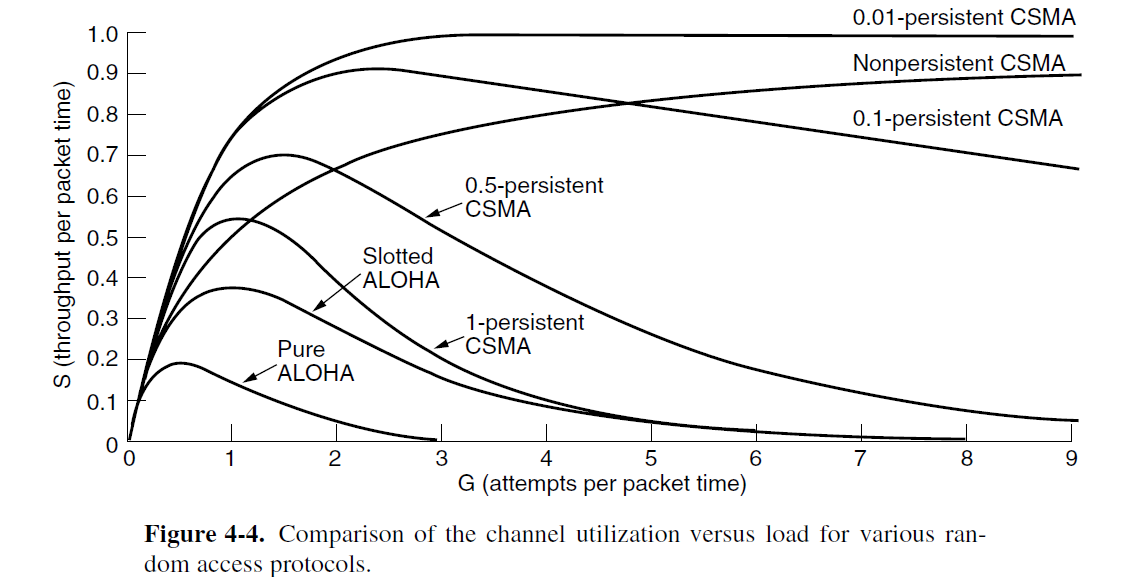 0.01-persistent CSMA
Nonpersistent CSMA
0.1-persistent CSMA
0.5-persistent
CSMA
Slotted
ALOHA
1-persistent
CSMA
Pure
ALOHA
S (throughput per packet time)
1.0
0.9
0.8
0.7
0.6
0.5
0.4
0.3
0.2
0.1
0
0 1 2 3 4 5 6 7 8 9
G (attempts per packet time)
Figure 4-4. Comparison of the channel utilization versus load for various ran-
dom access protocols.